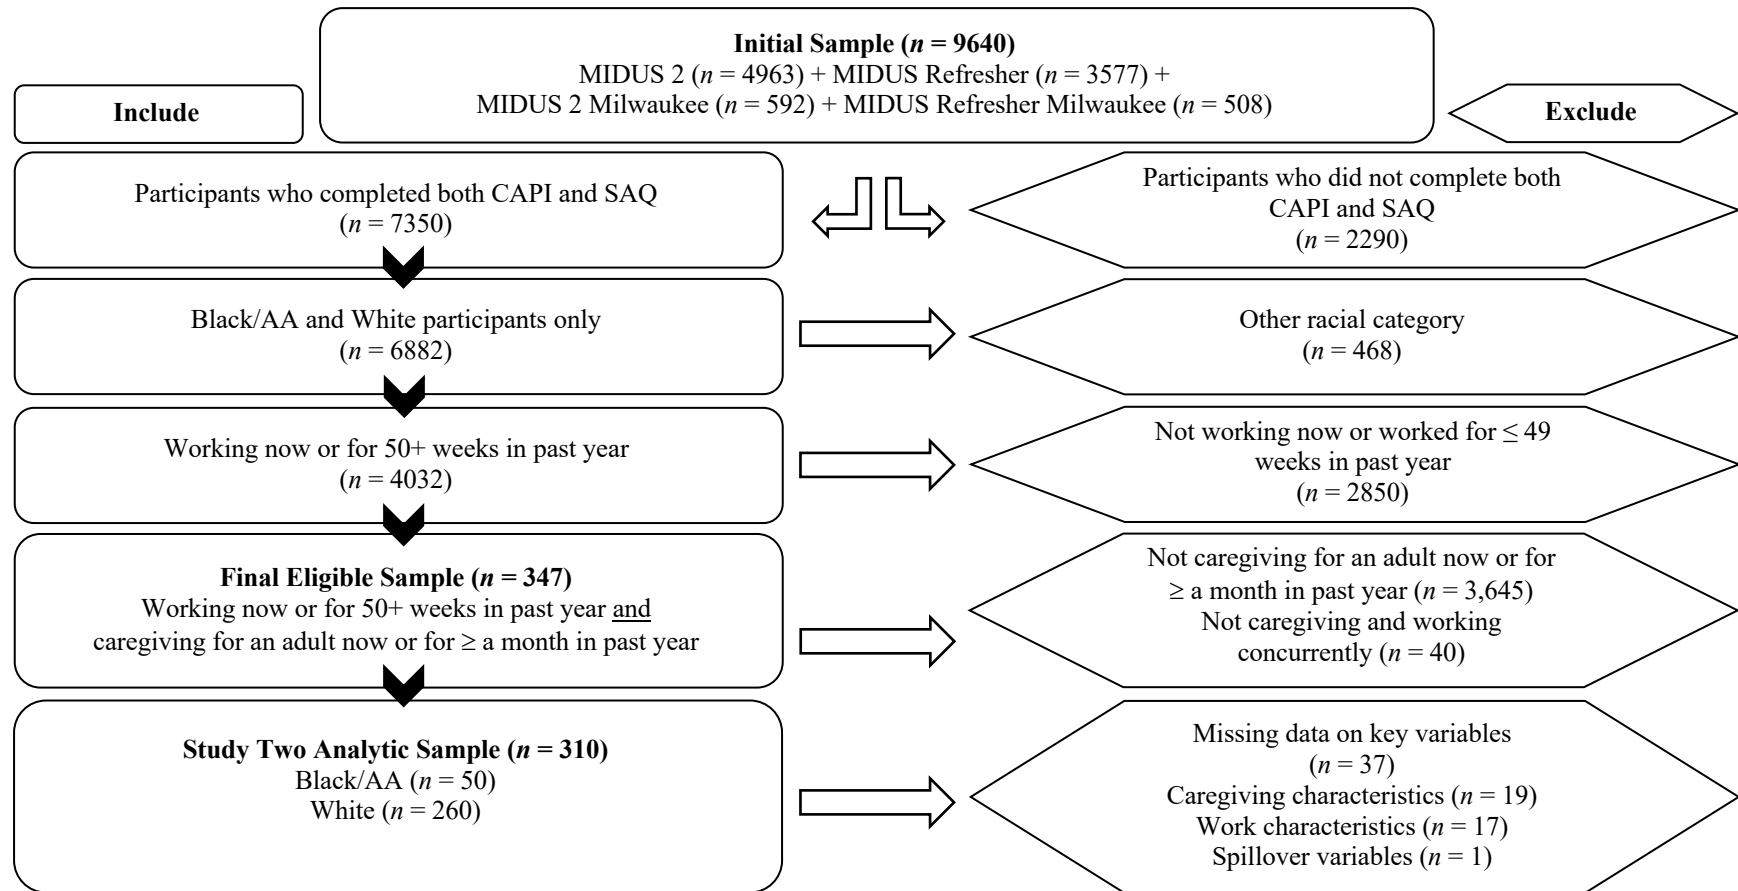 Initial Sample (n = 9640)
MIDUS 2 (n = 4963) + MIDUS Refresher (n = 3577) +
MIDUS 2 Milwaukee (n = 592) + MIDUS Refresher Milwaukee (n = 508)
Include
Exclude
Participants who completed both CAPI and SAQ
(n = 7350)
Participants who did not complete both
CAPI and SAQ
(n = 2290)
Black/AA and White participants only
(n = 6882)
Other racial category
(n = 468)
Working now or for 50+ weeks in past year
(n = 4032)
Not working now or worked for ≤ 49
weeks in past year
(n = 2850)
Final Eligible Sample (n = 347)
Working now or for 50+ weeks in past year and
caregiving for an adult now or for ≥ a month in past year
Not caregiving for an adult now or for
≥ a month in past year (n = 3,645)
Not caregiving and working
concurrently (n = 40)
Study Two Analytic Sample (n = 310)
Black/AA (n = 50)
White (n = 260)
Missing data on key variables
(n = 37)
Caregiving characteristics (n = 19)
Work characteristics (n = 17)
Spillover variables (n = 1)